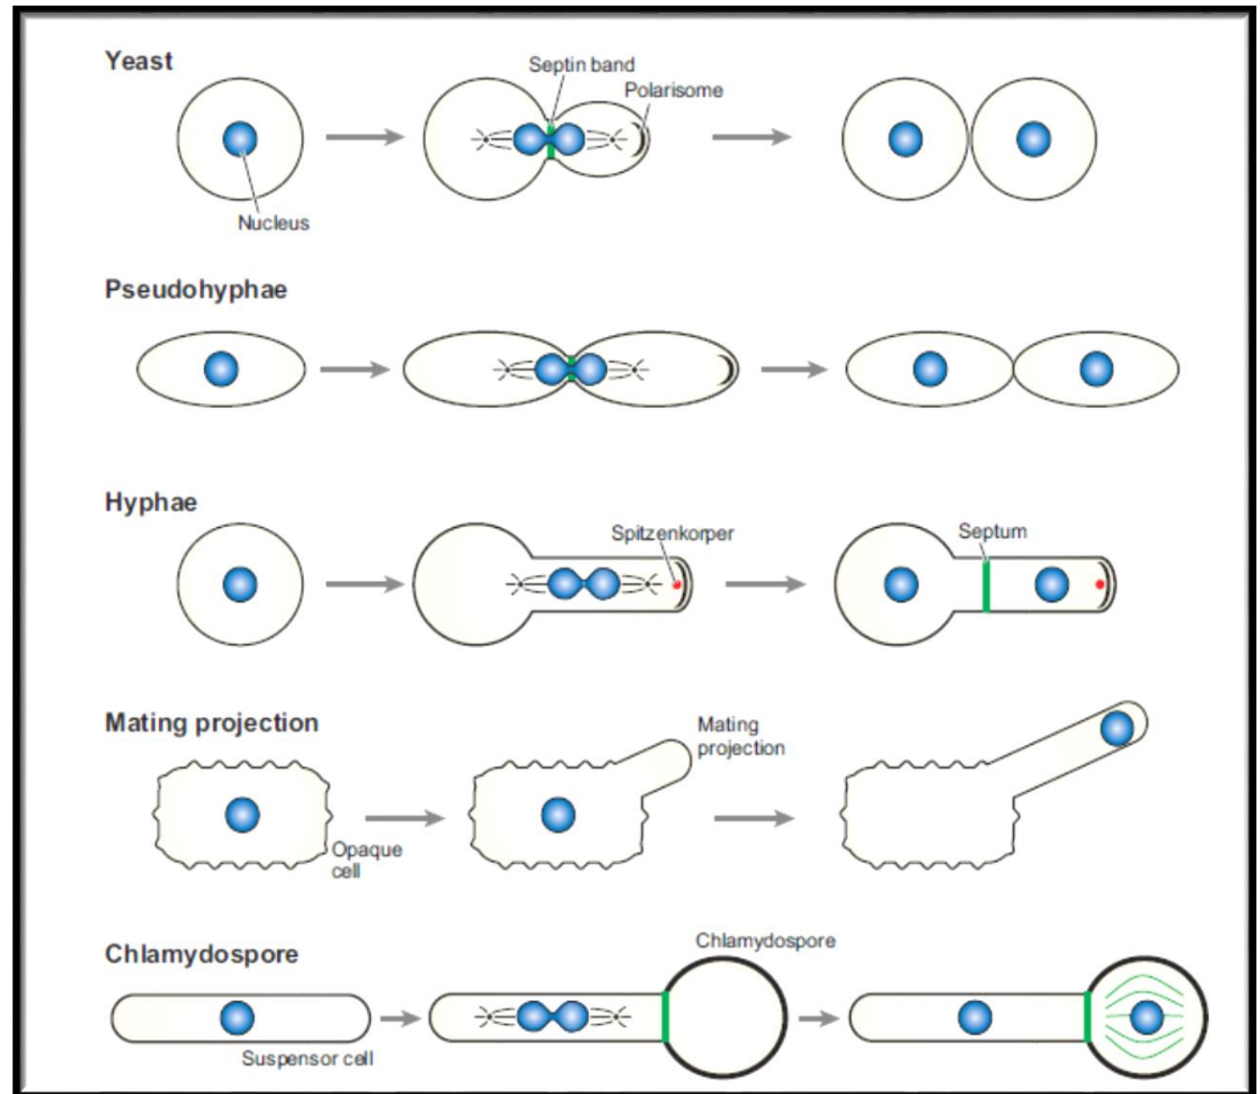 Yeast
Septin band
Polarisome
Nucleus
Pseudohyphae
Hyphae
Spitzenkorper
Septum
Mating projection
Mating
projection
Opaque
cell
Chlamydospore
Chlamydospore
Suspensor cell